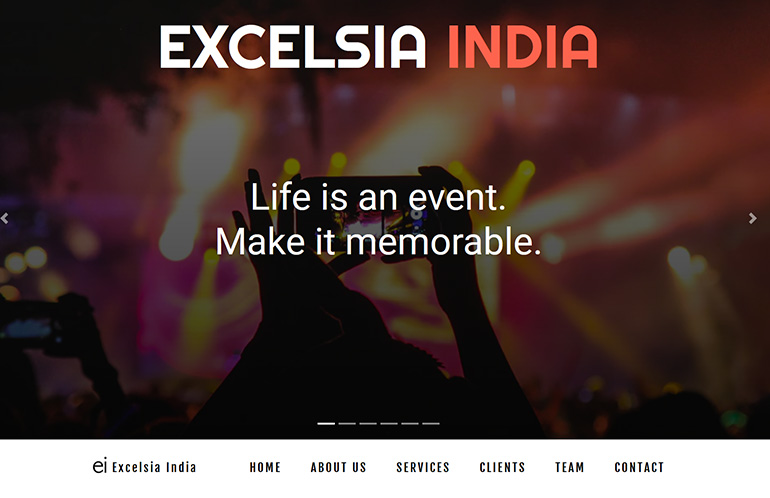 EXCELSIA INDIA
Life is an event.
Make it memorable.
ei Excelsia India HOME ABOUT US SERVICES CLIENTS TEAM CONTACT